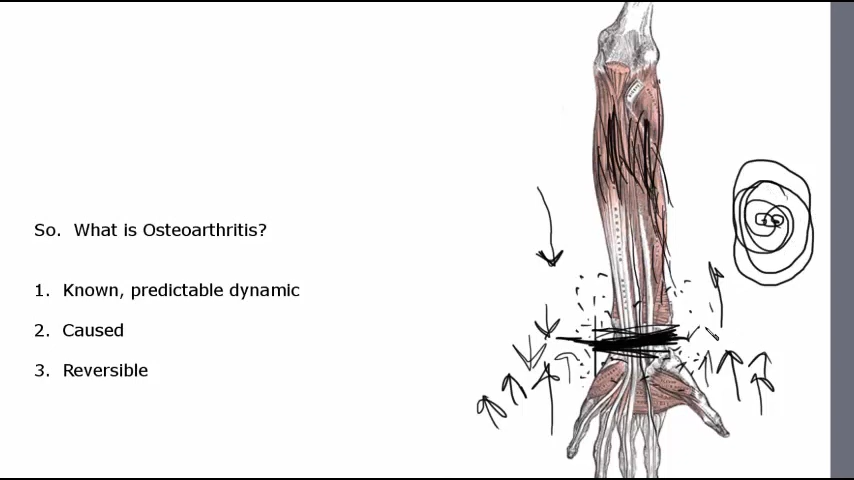 So. What is Osteoarthritis?
1. Known, predictable dynamic
2. Caused
3. Reversible